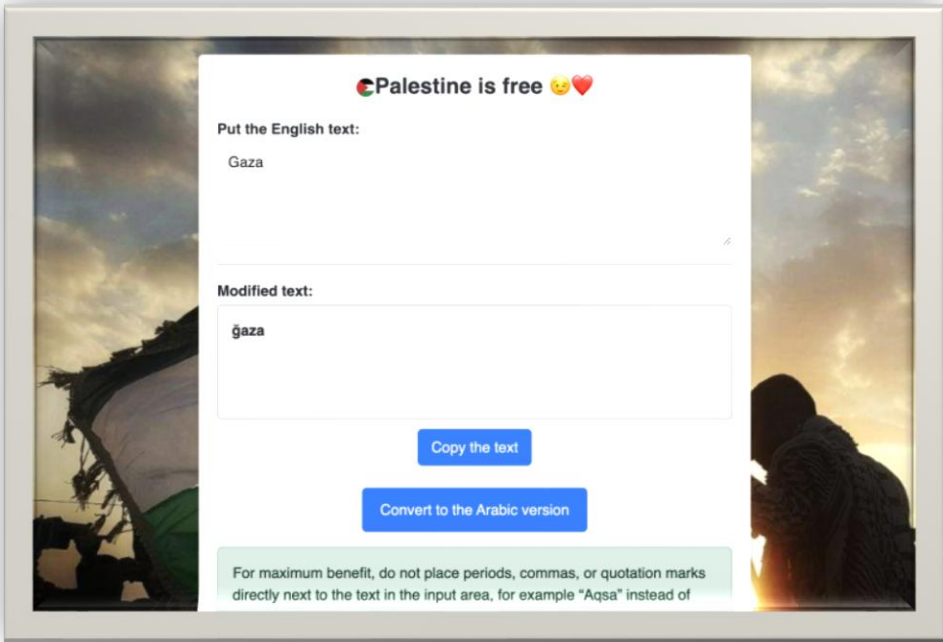 🇵🇸Palestine is free 😉❤️
Put the English text:
Gaza
Modified text:
ğaza
Copy the text
Convert to the Arabic version
For maximum benefit, do not place periods, commas, or quotation marks
directly next to the text in the input area, for example “Aqsa” instead of